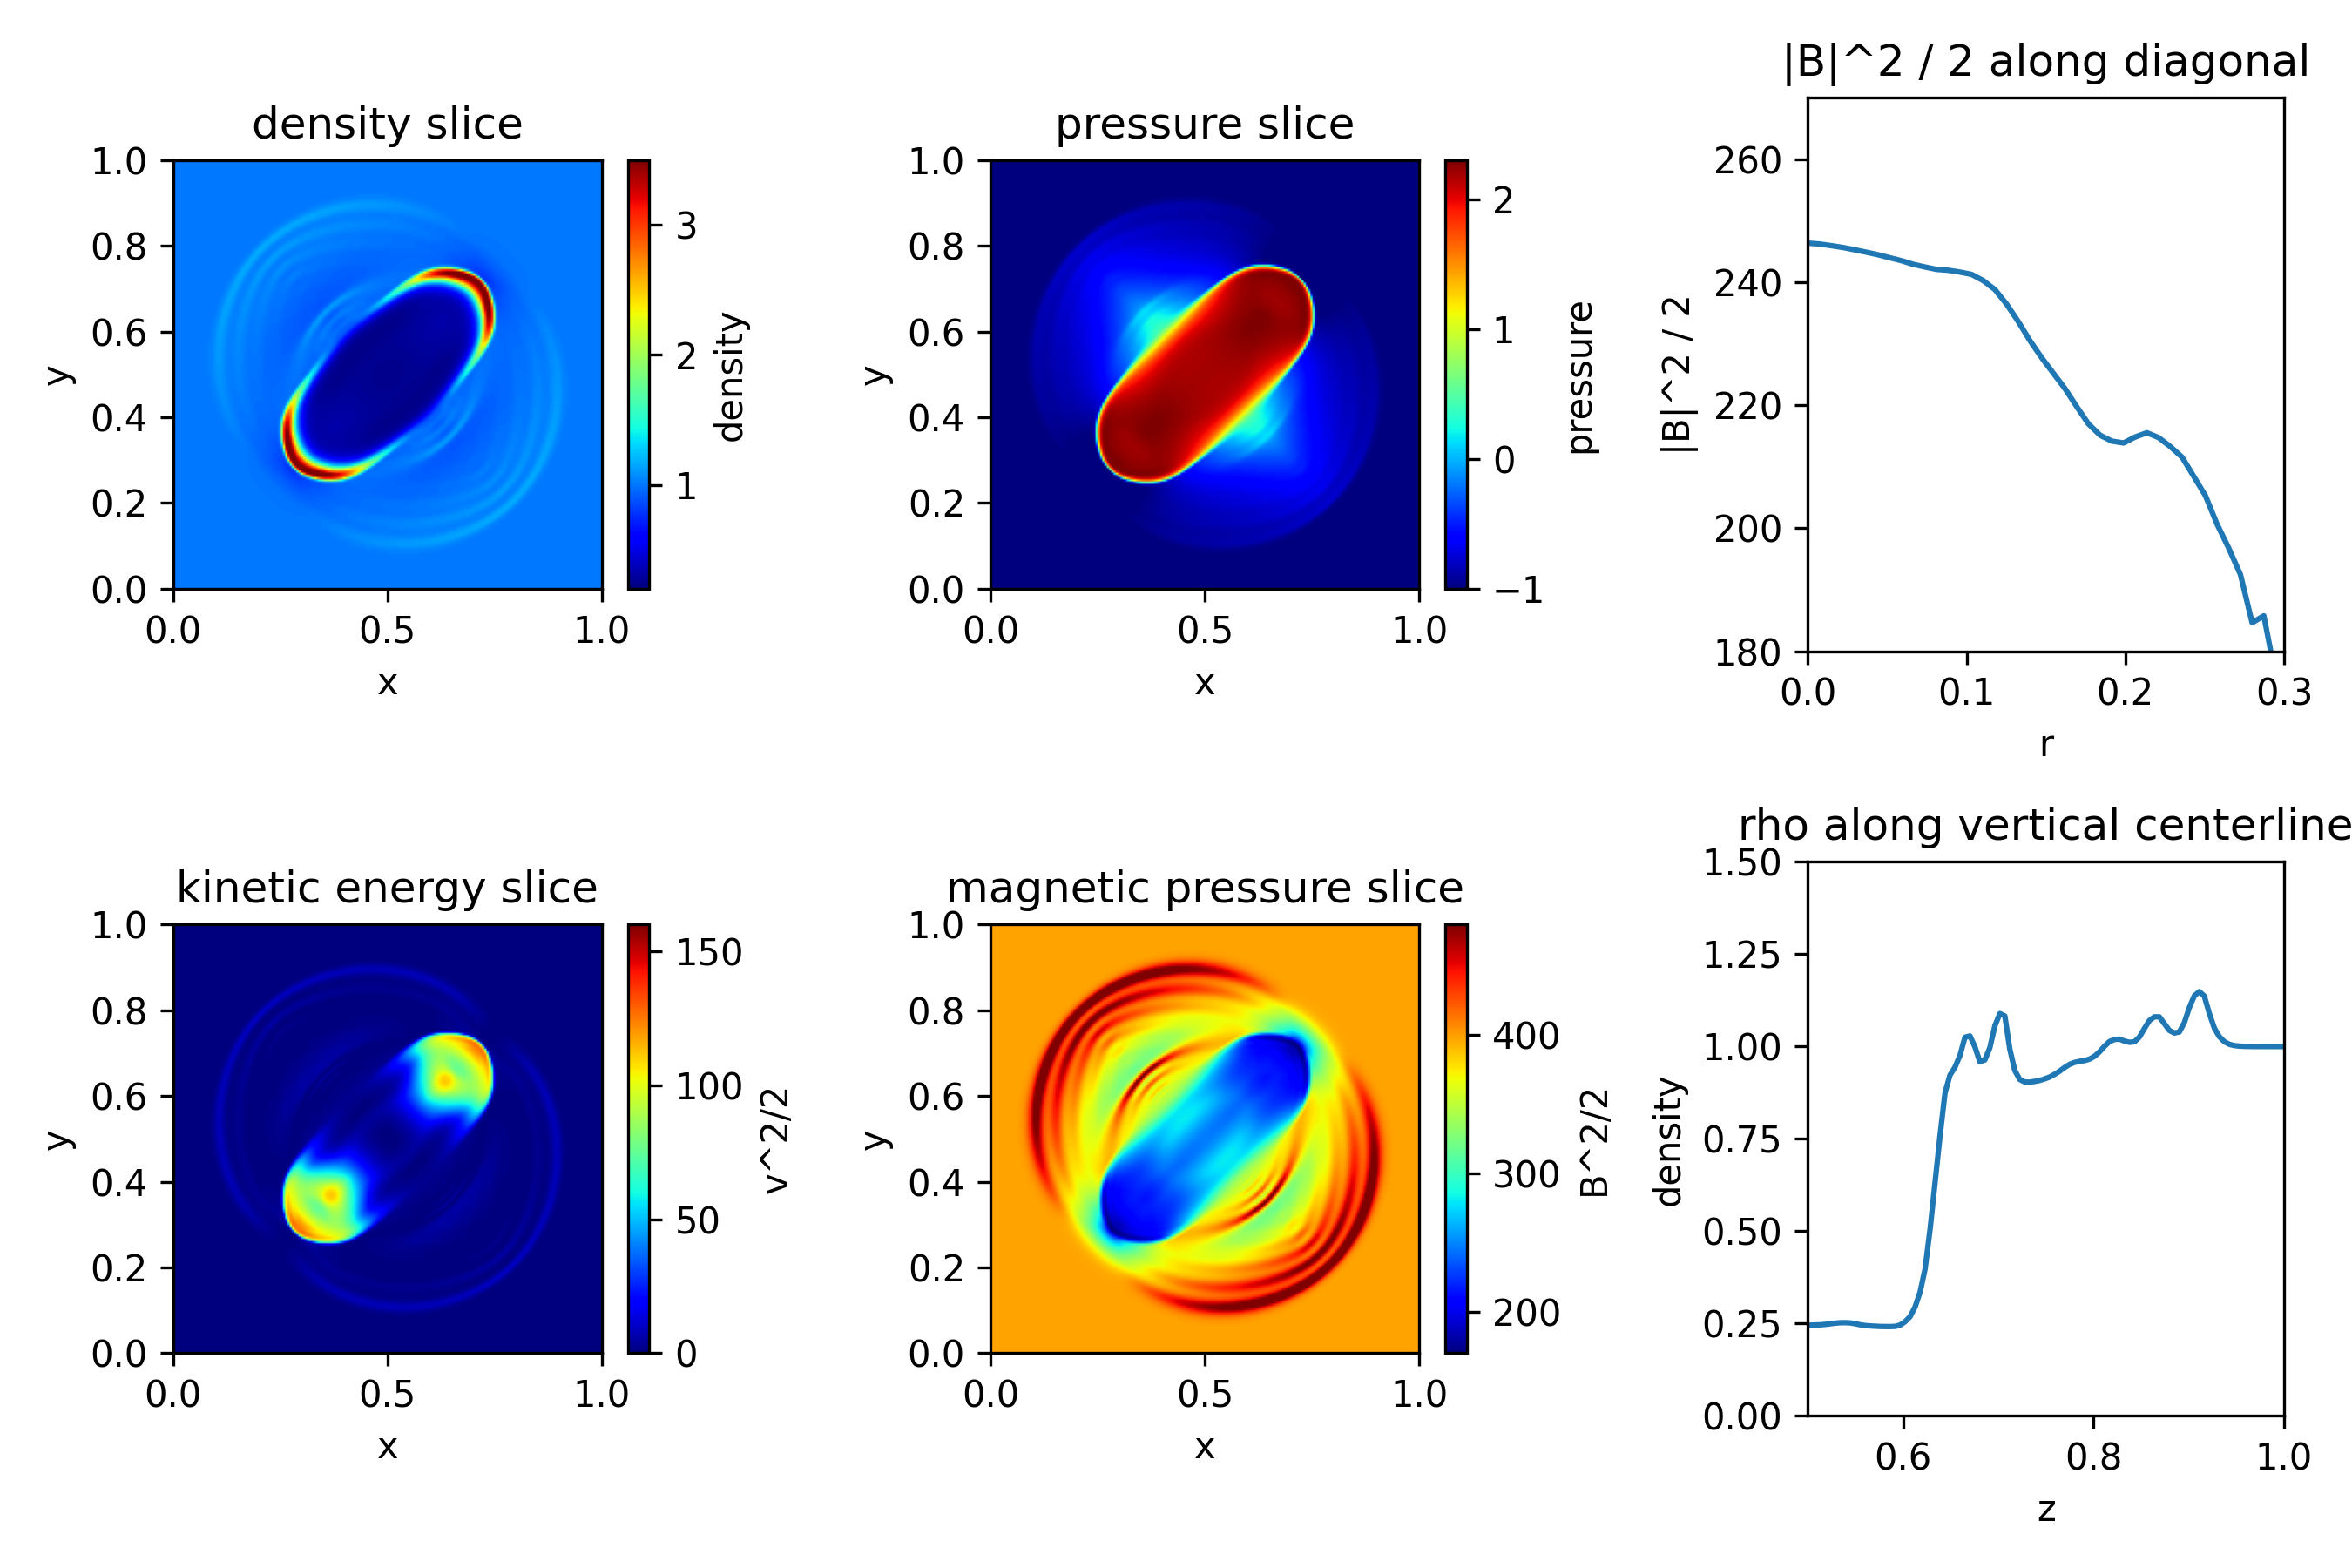 density slice
1.0
0.8
0.6
0.4
0.2
0.0
y
0.0 0.5 1.0
x
3
2
1
density
pressure slice
1.0
0.8
0.6
0.4
0.2
0.0
y
0.0 0.5 1.0
x
2
1
0
−1
pressure
|B|^2 / 2 along diagonal
260
240
220
200
180
|B|^2 / 2
0.0 0.1 0.2 0.3
r
kinetic energy slice
1.0
0.8
0.6
0.4
0.2
0.0
y
0.0 0.5 1.0
x
150
100
50
0
v^2/2
magnetic pressure slice
1.0
0.8
0.6
0.4
0.2
0.0
y
0.0 0.5 1.0
x
400
300
200
B^2/2
rho along vertical centerline
1.50
1.25
1.00
0.75
0.50
0.25
0.00
density
0.6 0.8 1.0
z